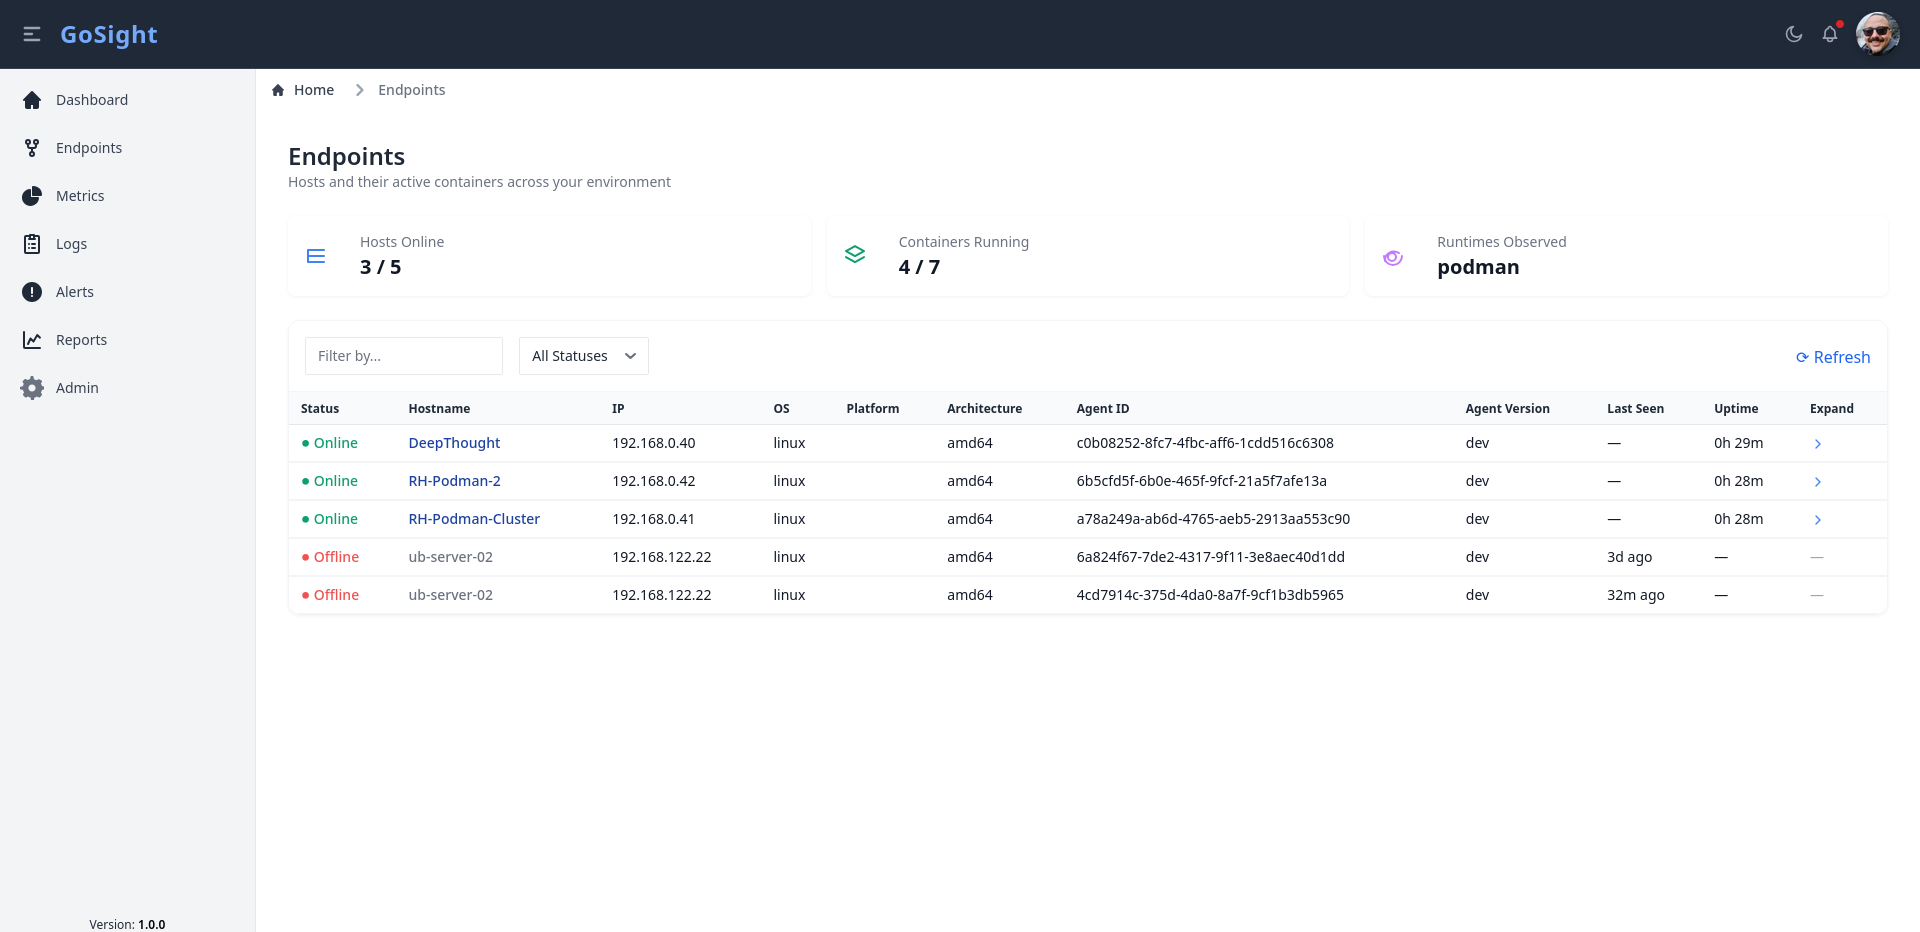 GoSight
Dashboard
Endpoints
Metrics
Logs
Alerts
Reports
Admin
Version: 1.0.0
Home Endpoints
Endpoints
Hosts and their active containers across your environment
Hosts Online
3 / 5
Containers Running
4 / 7
Runtimes Observed
podman
Filter by... All Statuses ⟳ Refresh
Status Hostname IP OS Platform Architecture Agent ID Agent Version Last Seen Uptime Expand
● Online DeepThought 192.168.0.40 linux amd64 c0b08252-8fc7-4fbc-aff6-1cdd516c6308 dev — 0h 29m
● Online RH-Podman-2 192.168.0.42 linux amd64 6b5cfd5f-6b0e-465f-9fcf-21a5f7afe13a dev — 0h 28m
● Online RH-Podman-Cluster 192.168.0.41 linux amd64 a78a249a-ab6d-4765-aeb5-2913aa553c90 dev — 0h 28m
● Offline ub-server-02 192.168.122.22 linux amd64 6a824f67-7de2-4317-9f11-3e8aec40d1dd dev 3d ago — —
● Offline ub-server-02 192.168.122.22 linux amd64 4cd7914c-375d-4da0-8a7f-9cf1b3db5965 dev 32m ago — —